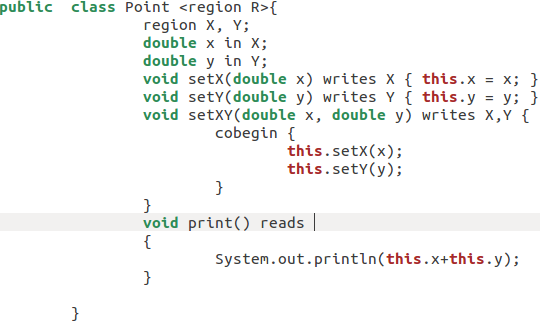 public  class Point <region R>{
region X, Y;
double x in X;
double y in Y;
void setX(double x) writes X { this.x = x; }
void setY(double y) writes Y { this.y = y; }
void setXY(double x, double y) writes X,Y {
cobegin {
this.setX(x);
this.setY(y);
}
}
void print() reads
{
System.out.println(this.x+this.y);
}
}